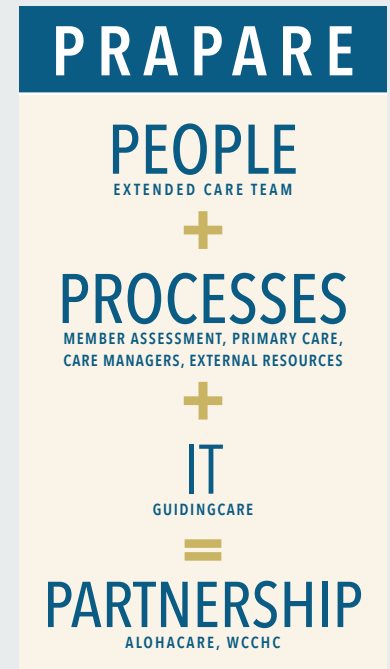 PRAPARE
PEOPLE
EXTENDED CARE TEAM
+
PROCESSES
MEMBER ASSESSMENT, PRIMARY CARE,
CARE MANAGERS, EXTERNAL RESOURCES
+
IT
GUIDINGCARE
=
PARTNERSHIP
ALOHACARE, WCCHC